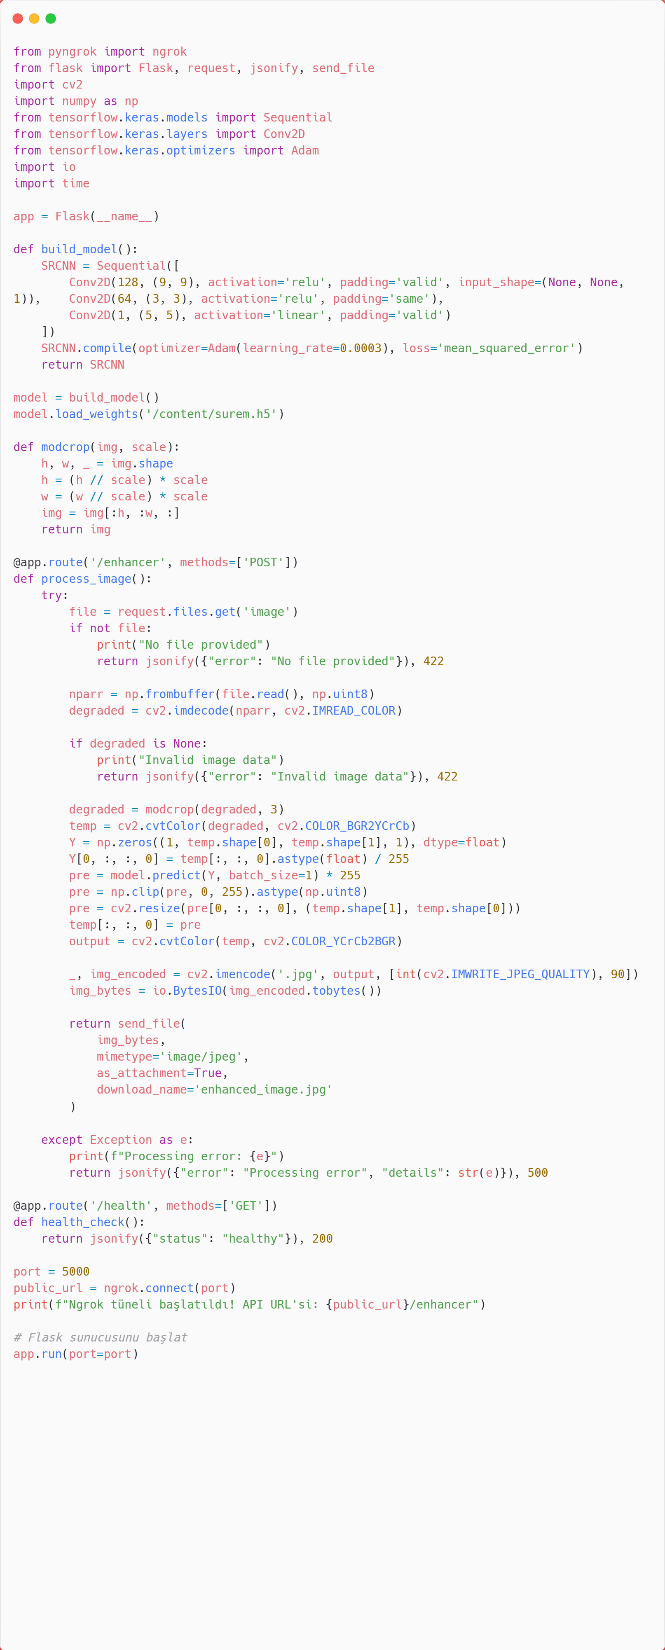 from pyngrok import ngrok
from flask import Flask, request, jsonify, send_file
import cv2
import numpy as np
from tensorflow.keras.models import Sequential
from tensorflow.keras.layers import Conv2D
from tensorflow.keras.optimizers import Adam
import io
import time

app = Flask(__name__)

def build_model():
    SRCNN = Sequential([
        Conv2D(128, (9, 9), activation='relu', padding='valid', input_shape=(None, None,
1)),    Conv2D(64, (3, 3), activation='relu', padding='same'),
        Conv2D(1, (5, 5), activation='linear', padding='valid')
    ])
    SRCNN.compile(optimizer=Adam(learning_rate=0.0003), loss='mean_squared_error')
    return SRCNN

model = build_model()
model.load_weights('/content/surem.h5')

def modcrop(img, scale):
    h, w, _ = img.shape
    h = (h // scale) * scale
    w = (w // scale) * scale
    img = img[:h, :w, :]
    return img

@app.route('/enhancer', methods=['POST'])
def process_image():
    try:
        file = request.files.get('image')
        if not file:
            print("No file provided")
            return jsonify({"error": "No file provided"}), 422

        nparr = np.frombuffer(file.read(), np.uint8)
        degraded = cv2.imdecode(nparr, cv2.IMREAD_COLOR)

        if degraded is None:
            print("Invalid image data")
            return jsonify({"error": "Invalid image data"}), 422

        degraded = modcrop(degraded, 3)
        temp = cv2.cvtColor(degraded, cv2.COLOR_BGR2YCrCb)
        Y = np.zeros((1, temp.shape[0], temp.shape[1], 1), dtype=float)
        Y[0, :, :, 0] = temp[:, :, 0].astype(float) / 255
        pre = model.predict(Y, batch_size=1) * 255
        pre = np.clip(pre, 0, 255).astype(np.uint8)
        pre = cv2.resize(pre[0, :, :, 0], (temp.shape[1], temp.shape[0]))
        temp[:, :, 0] = pre
        output = cv2.cvtColor(temp, cv2.COLOR_YCrCb2BGR)

        _, img_encoded = cv2.imencode('.jpg', output, [int(cv2.IMWRITE_JPEG_QUALITY), 90])
        img_bytes = io.BytesIO(img_encoded.tobytes())

        return send_file(
            img_bytes,
            mimetype='image/jpeg',
            as_attachment=True,
            download_name='enhanced_image.jpg'
        )

    except Exception as e:
        print(f"Processing error: {e}")
        return jsonify({"error": "Processing error", "details": str(e)}), 500

@app.route('/health', methods=['GET'])
def health_check():
    return jsonify({"status": "healthy"}), 200

port = 5000
public_url = ngrok.connect(port)
print(f"Ngrok tüneli başlatıldı! API URL'si: {public_url}/enhancer")

# Flask sunucusunu başlat
app.run(port=port)